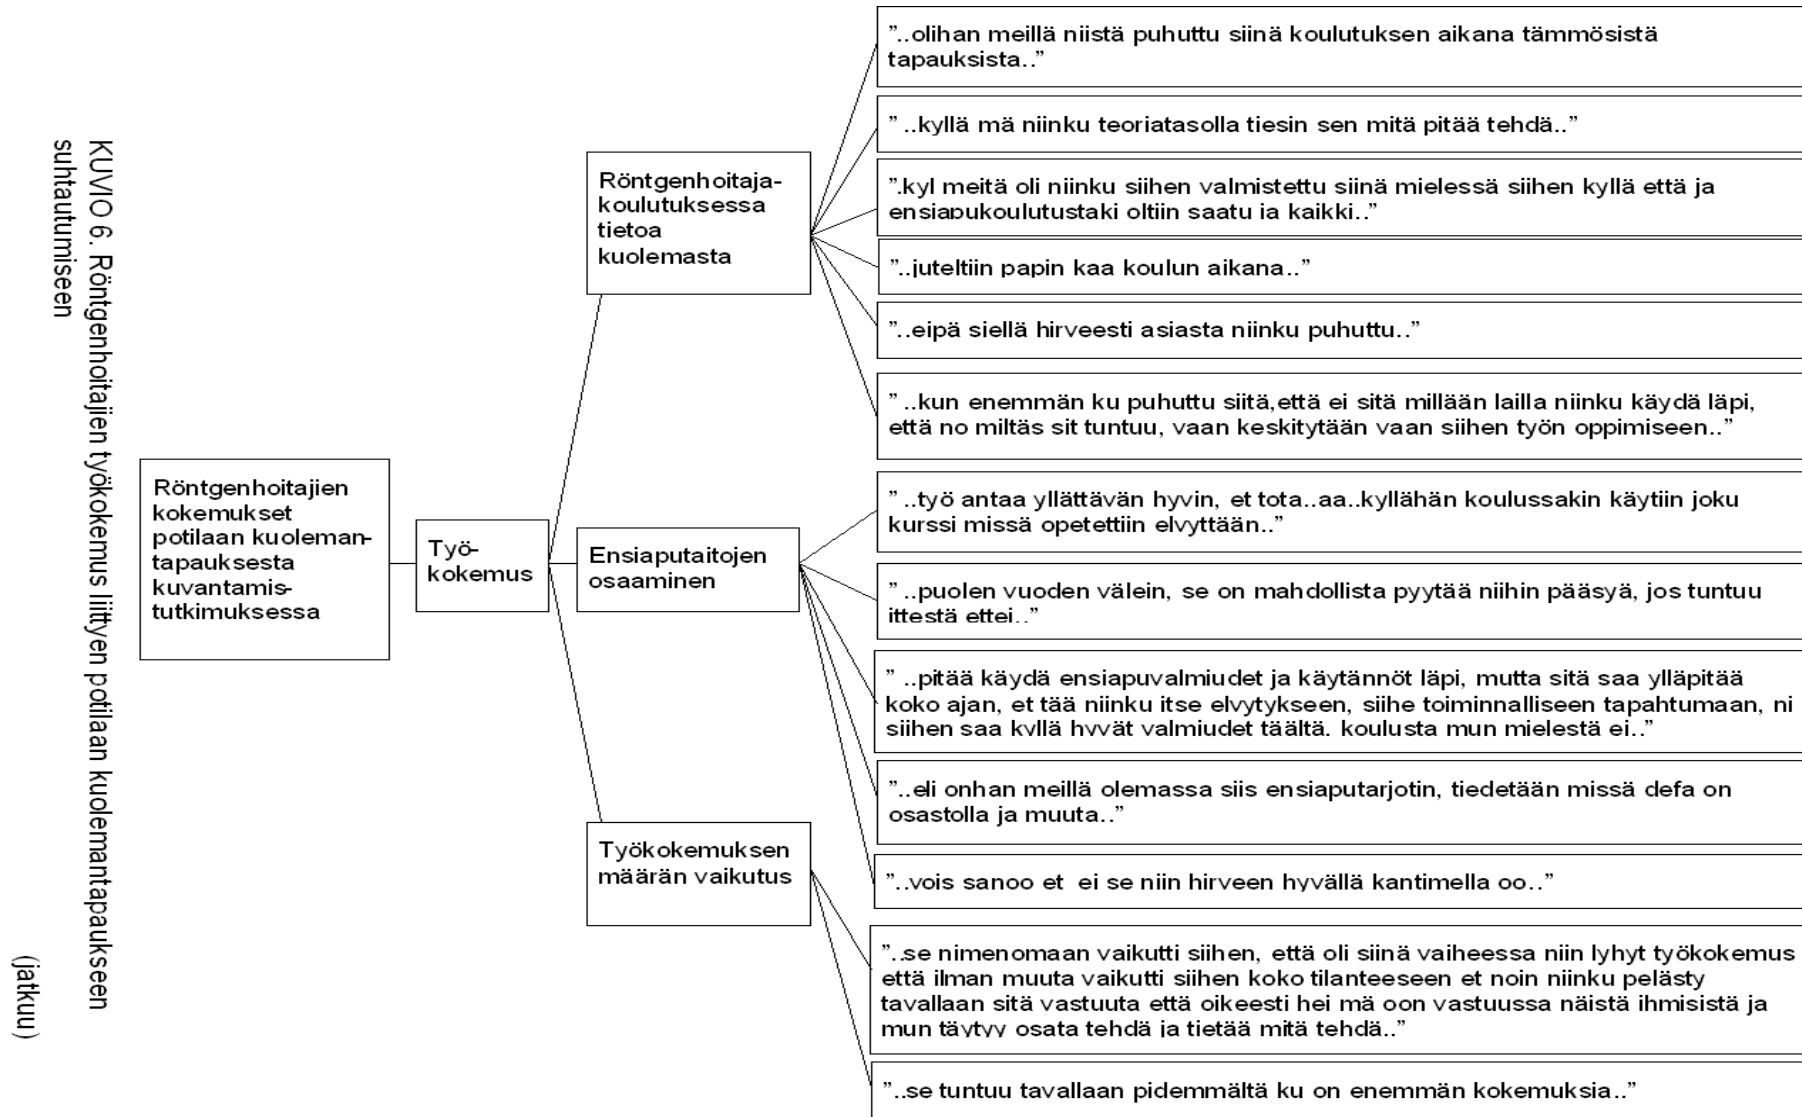 KUVIO 6. Röntgenhoitajien työkokemus liittyen potilaan kuolemantapaukseen
suhtautumiseen
(jatkuu)
Röntgenhoitajien
kokemukset
potilaan kuoleman-
tapauksesta
kuvantamis-
tutkimuksessa
Työ-
kokemus
Röntgenhoitaja-
koulutuksessa
tietoa
kuolemasta
"..olihan meillä niistä puhuttu siinä koulutuksen aikana tämmösistä
tapauksista.."
" ..kyllä mä niinku teoriatasolla tiesin sen mitä pitää tehdä.."
".kyl meitä oli niinku siihen valmistettu siinä mielessä siihen kyllä että ja
ensiapukoulutustaki oltiin saatu ja kaikki.."
"..juteltiin papin kaa koulun aikana.."
"..eipä siellä hirveesti asiasta niinku puhuttu.."
" ..kun enemmän ku puhuttu siitä,että ei sitä millään lailla niinku käydä läpi,
että no miltäs sit tuntuu, vaan keskitytään vaan siihen työn oppimiseen.."
Ensiaputaitojen
osaaminen
" ..työ antaa yllättävän hyvin, et tota..aa..kyllähän koulussakin käytiin joku
kurssi missä opetettiin elvyttään.."
" ..puolen vuoden välein, se on mahdollista pyytää niihin pääsyä, jos tuntuu
ittestä ettei.."
" ..pitää käydä ensiapuvalmiudet ja käytännöt läpi, mutta sitä saa ylläpitää
koko ajan, et tää niinku itse elvytykseen, siihe toiminnalliseen tapahtumaan, ni
siihen saa kyllä hyvät valmiudet täältä. koulusta mun mielestä ei.."
"..eli onhan meillä olemassa siis ensiaputarjotin, tiedetään missä defa on
osastolla ja muuta.."
"..vois sanoo et ei se niin hirveen hyvällä kantimella oo.."
Työkokemuksen
määrän vaikutus
"..se nimenomaan vaikutti siihen, että oli siinä vaiheessa niin lyhyt työkokemus
että ilman muuta vaikutti siihen koko tilanteeseen et noin niinku pelästy
tavallaan sitä vastuuta että oikeesti hei mä oon vastuussa näistä ihmisistä ja
mun täytyy osata tehdä ja tietää mitä tehdä.."
"..se tuntuu tavallaan pidemmältä ku on enemmän kokemuksia.."